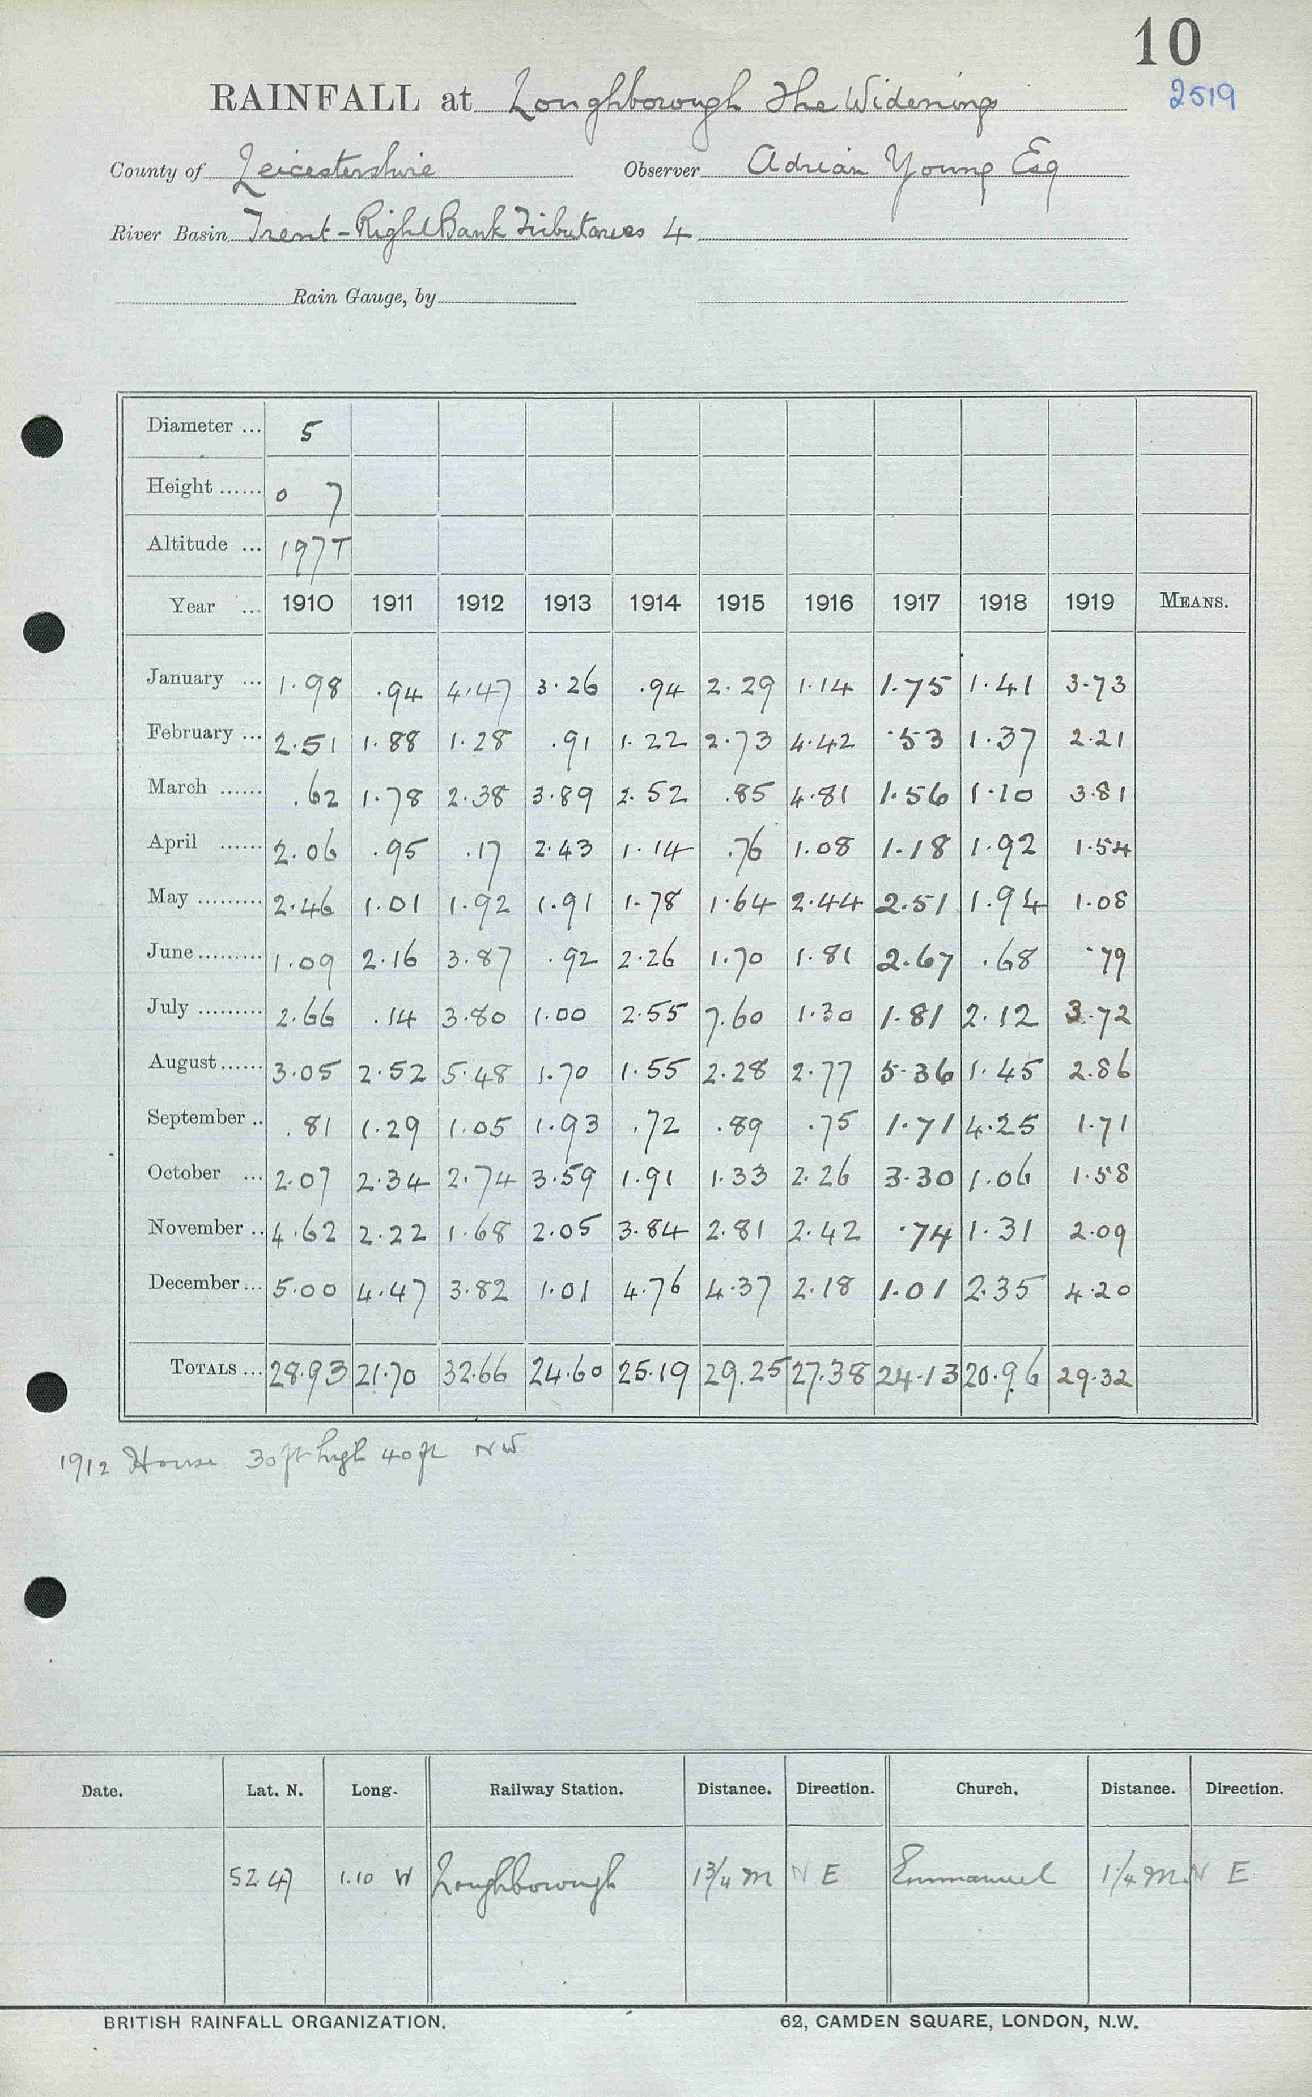 10
RAINFALL at Loughborough The Widenings 2519
County of Leicestershire Observer Adrian Young Esq
River Basin Trent - Right Bank Tributaries 4
Rain Gauge, by
Diameter ... 5
Height ...... 0 7
Altitude ... 197 T
Year ... 1910 1911 1912 1913 1914 1915 1916 1917 1918 1919 MEANS.
January ... 1.98 .94 4.47 3.26 .94 2.29 1.14 1.75 1.41 3.73
February ... 2.51 1.88 1.28 .91 1.22 2.73 4.42 .53 1.37 2.21
March ...... .62 1.78 2.38 3.89 2.52 .85 4.81 1.56 1.10 3.81
April ...... 2.06 .95 .17 2.43 1.14 .76 1.08 1.18 1.92 1.54
May ......... 2.46 1.01 1.92 1.91 1.78 1.64 2.44 2.51 1.94 1.08
June ......... 1.09 2.16 3.87 .92 2.26 1.70 1.81 2.67 .68 .79
July ......... 2.66 .14 3.80 1.00 2.55 7.60 1.30 1.81 2.12 3.72
August ...... 3.05 2.52 5.48 1.70 1.55 2.28 2.77 5.36 1.45 2.86
September .. .81 1.29 1.05 1.93 .72 .89 .75 1.71 4.25 1.71
October ... 2.07 2.34 2.74 3.59 1.91 1.33 2.26 3.30 1.06 1.58
November .. 4.62 2.22 1.68 2.05 3.84 2.81 2.42 .74 1.31 2.09
December ... 5.00 4.47 3.82 1.01 4.76 4.37 2.18 1.01 2.35 4.20
TOTALS ... 28.93 21.70 32.66 24.60 25.19 29.25 27.38 24.13 20.96 29.32
1912 House 30 ft high 40 ft NW
Date. Lat. N. Long. Railway Station. Distance. Direction. Church. Distance. Direction.
52 47 1.10 W Loughborough 1 3/4 m N E Emmanuel 1 1/4 m. N E
BRITISH RAINFALL ORGANIZATION. 62, CAMDEN SQUARE, LONDON, N.W.